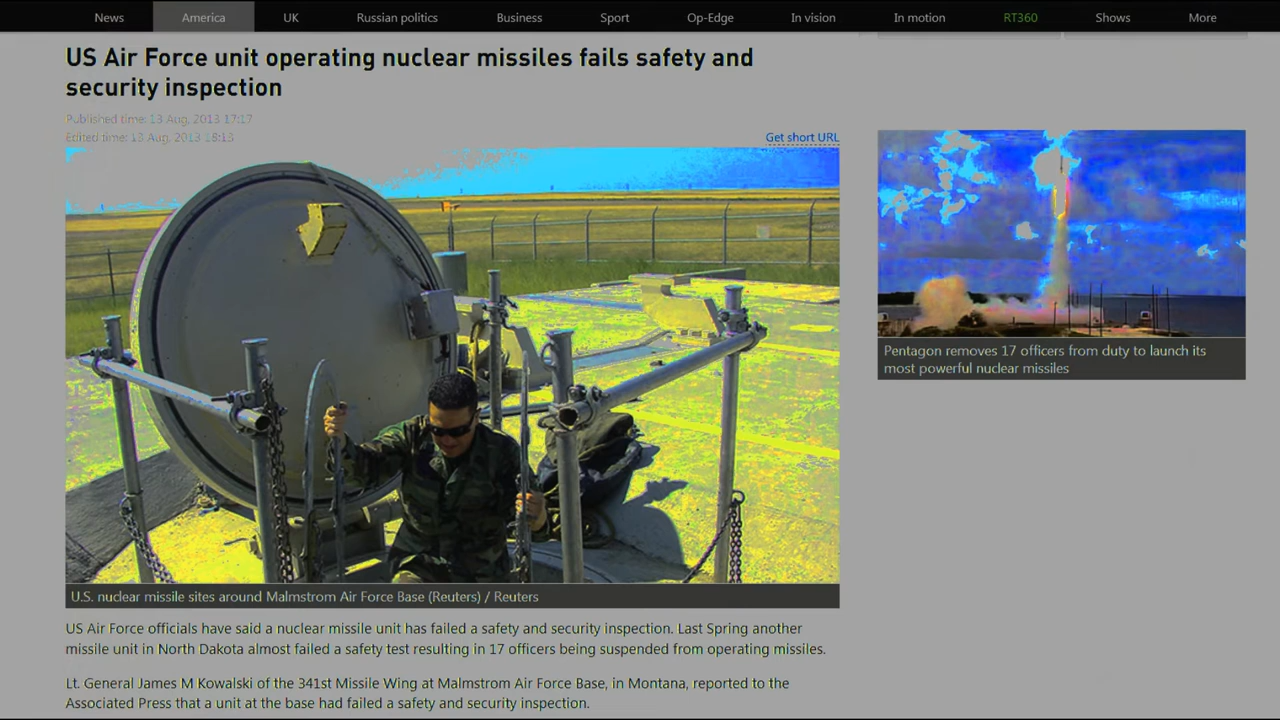 News America UK Russian politics Business Sport Op-Edge In vision In motion RT360 Shows More
US Air Force unit operating nuclear missiles fails safety and
security inspection
Published time: 13 Aug, 2013 17:17
Edited time: 13 Aug, 2013 18:13
Get short URL
U.S. nuclear missile sites around Malmstrom Air Force Base (Reuters) / Reuters
US Air Force officials have said a nuclear missile unit has failed a safety and security inspection. Last Spring another
missile unit in North Dakota almost failed a safety test resulting in 17 officers being suspended from operating missiles.
Lt. General James M Kowalski of the 341st Missile Wing at Malmstrom Air Force Base, in Montana, reported to the
Associated Press that a unit at the base had failed a safety and security inspection.
Pentagon removes 17 officers from duty to launch its
most powerful nuclear missiles